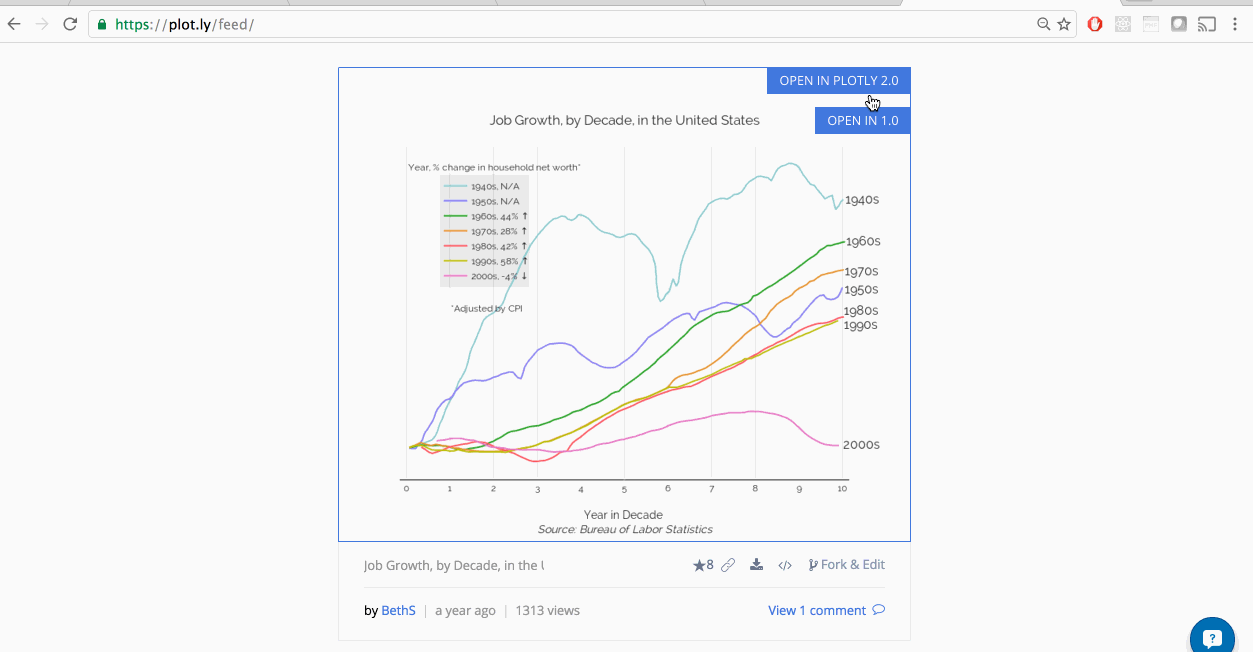 https://plot.ly/feed/
OPEN IN PLOTLY 2.0
OPEN IN 1.0
Job Growth, by Decade, in the United States
Year, % change in household net worth*
1940s, N/A
1950s, N/A
1960s, 44% ↑
1970s, 28% ↑
1980s, 42% ↑
1990s, 58% ↑
2000s, -4% ↓
*Adjusted by CPI
1940s
1960s
1970s
1950s
1980s
1990s
2000s
0 1 2 3 4 5 6 7 8 9 10
Year in Decade
Source: Bureau of Labor Statistics
Job Growth, by Decade, in the
★8 </> Fork & Edit
by BethS | a year ago | 1313 views
View 1 comment
?